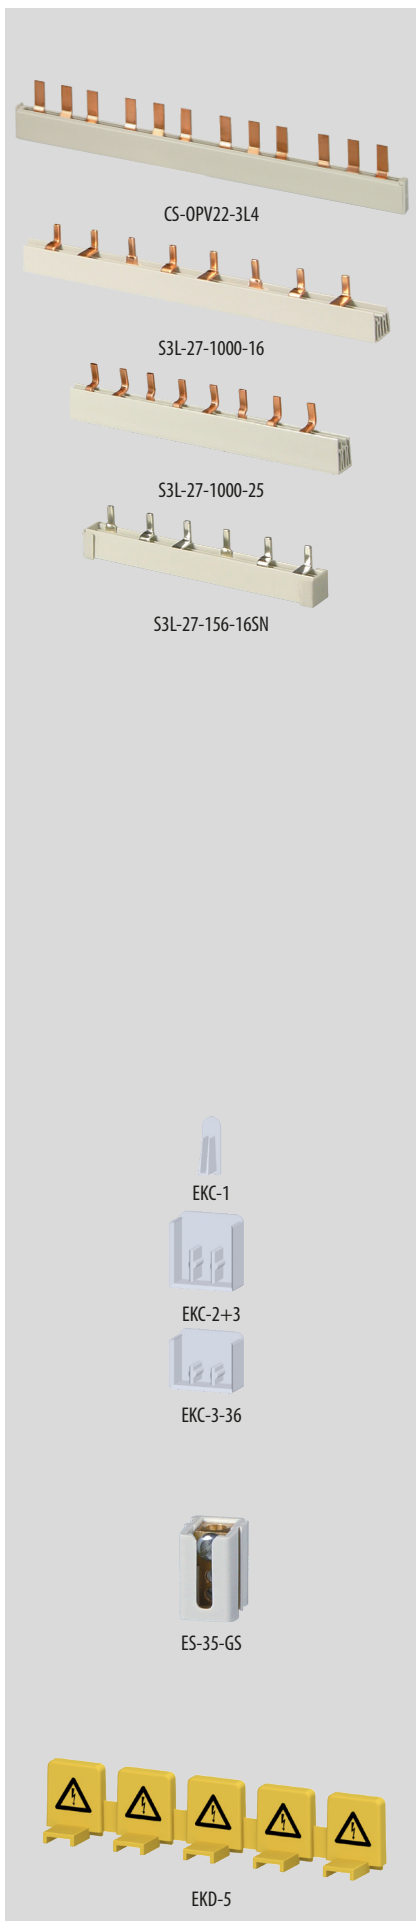 CS-OPV22-3L4
S3L-27-1000-16
S3L-27-1000-25
S3L-27-156-16SN
EKC-1
EKC-2+3
EKC-3-36
ES-35-GS
EKD-5